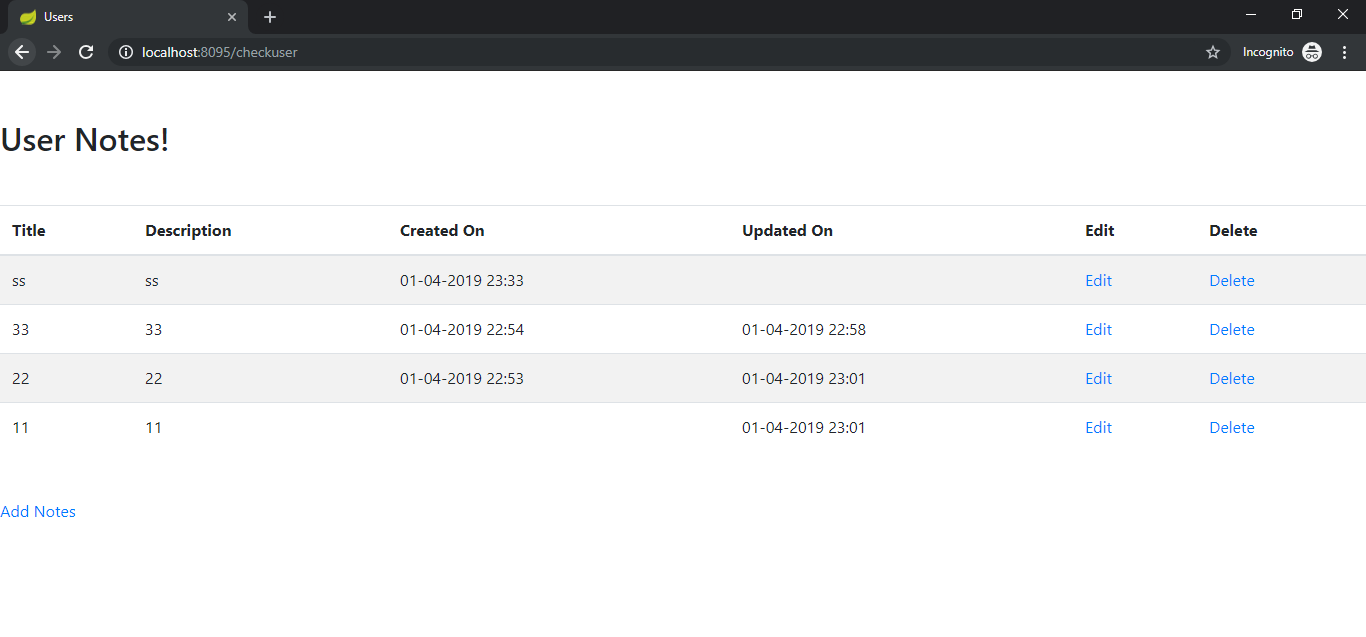 Users
localhost:8095/checkuser
Incognito
User Notes!
Title Description Created On Updated On Edit Delete
ss ss 01-04-2019 23:33 Edit Delete
33 33 01-04-2019 22:54 01-04-2019 22:58 Edit Delete
22 22 01-04-2019 22:53 01-04-2019 23:01 Edit Delete
11 11 01-04-2019 23:01 Edit Delete
Add Notes